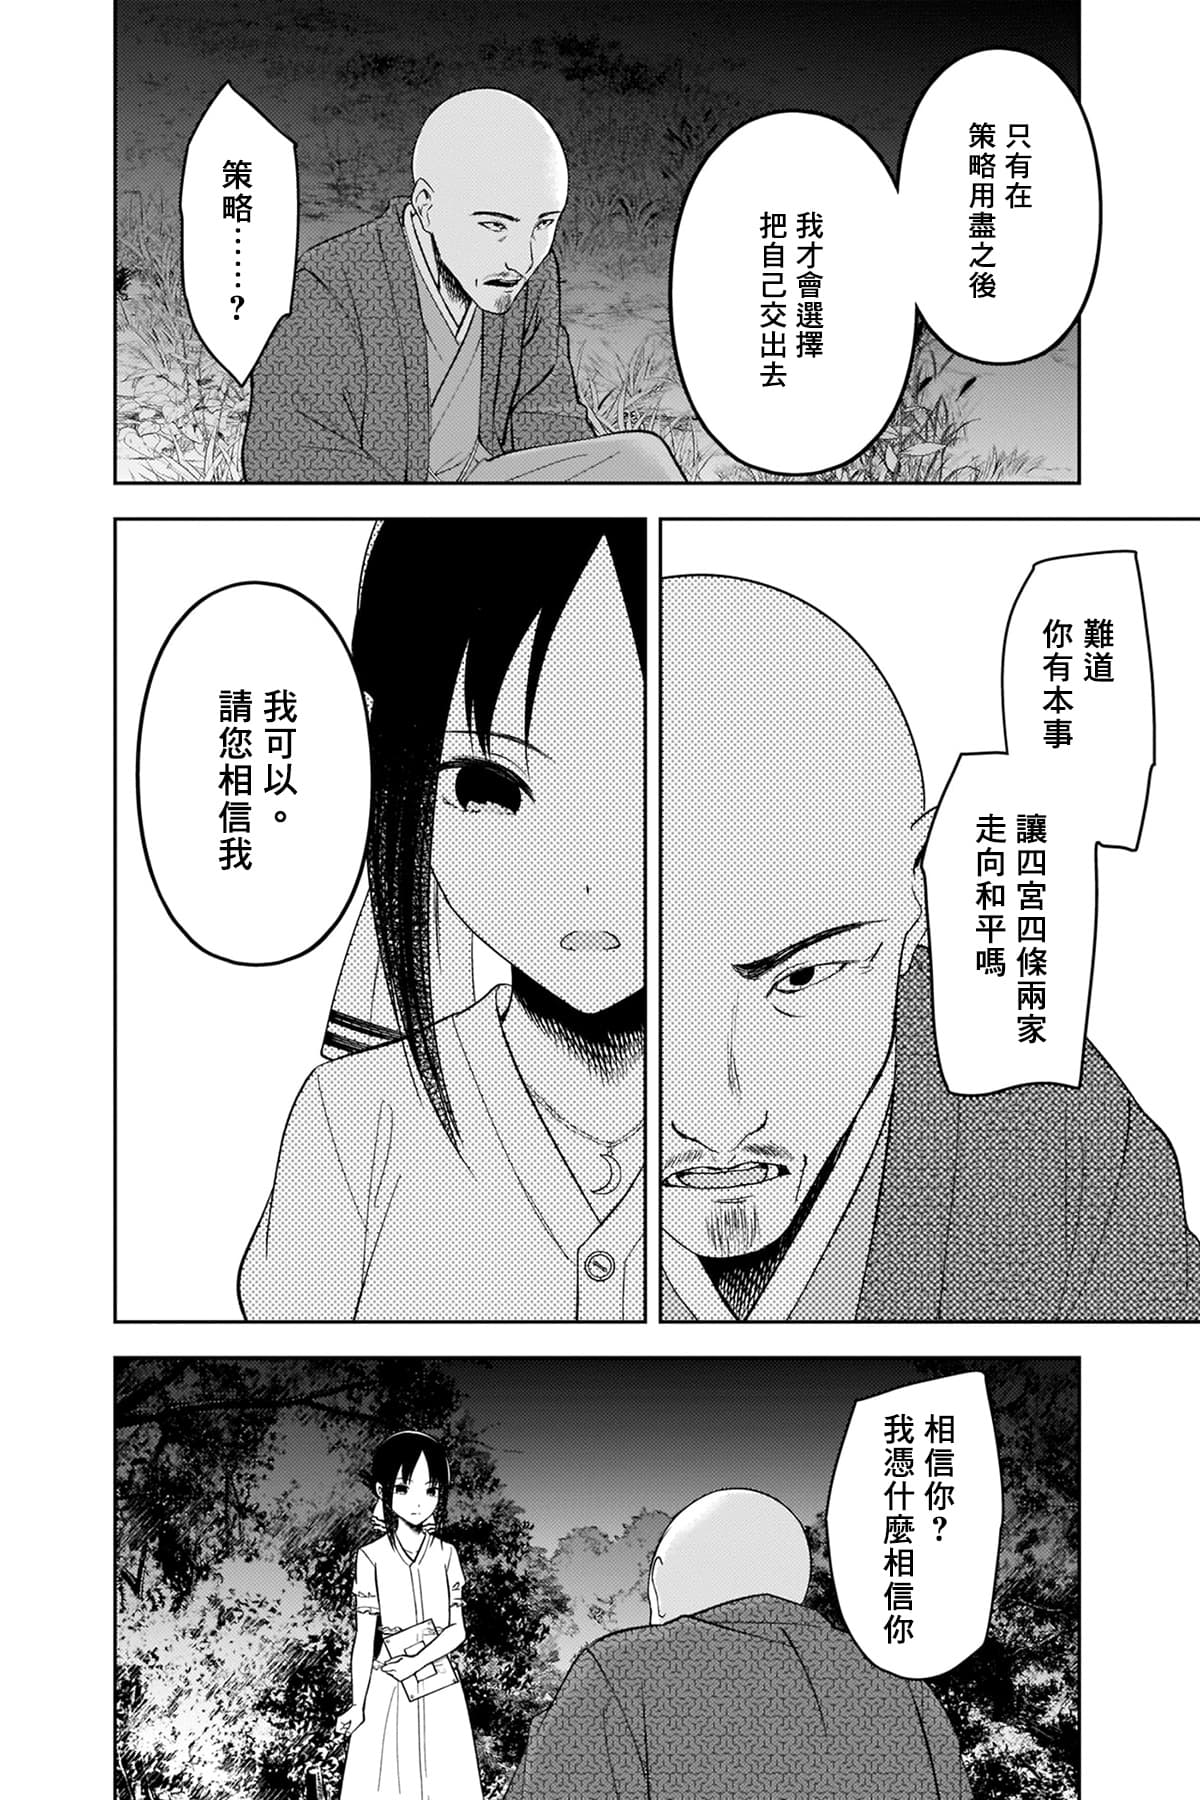 只有在
策略用盡之後
我才會選擇
把自己交出去
策略……?
難道
你有本事
讓四宮四條兩家
走向和平嗎
我可以。
請您相信我
相信你?
我憑什麼相信你